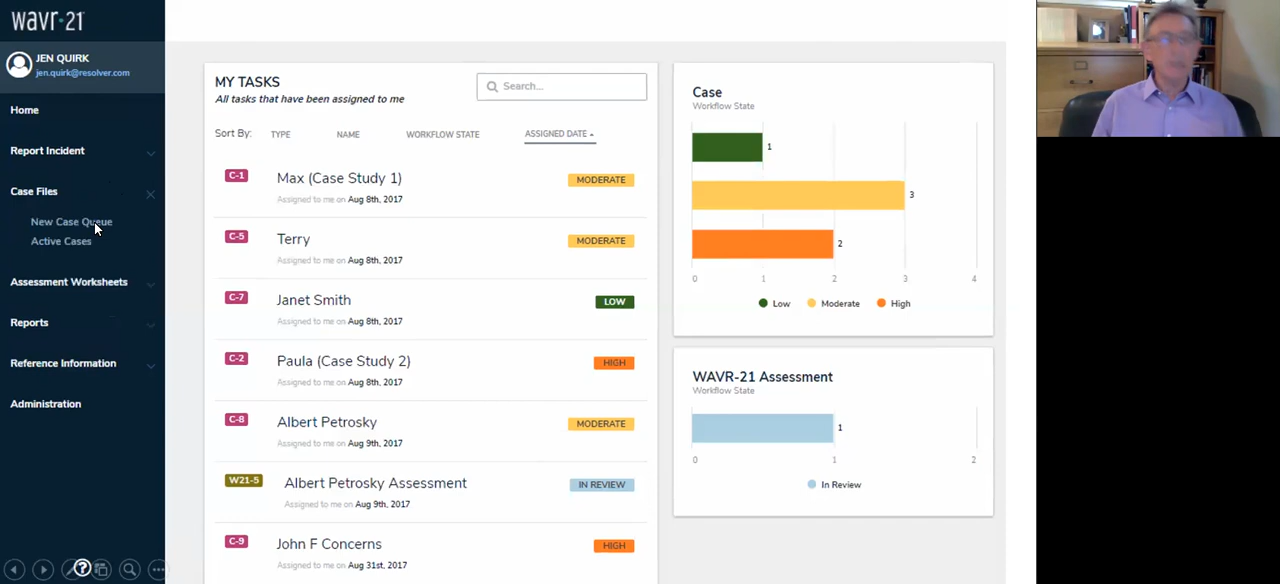 wavr·21
JEN QUIRK
jen.quirk@resolver.com
Home
Report Incident
Case Files
New Case Queue
Active Cases
Assessment Worksheets
Reports
Reference Information
Administration
MY TASKS
All tasks that have been assigned to me
Search...
Sort By: TYPE NAME WORKFLOW STATE ASSIGNED DATE
C-1 Max (Case Study 1) MODERATE
Assigned to me on Aug 8th, 2017
C-5 Terry MODERATE
Assigned to me on Aug 8th, 2017
C-7 Janet Smith LOW
Assigned to me on Aug 8th, 2017
C-2 Paula (Case Study 2) HIGH
Assigned to me on Aug 8th, 2017
C-8 Albert Petrosky MODERATE
Assigned to me on Aug 9th, 2017
W21-5 Albert Petrosky Assessment IN REVIEW
Assigned to me on Aug 9th, 2017
C-9 John F Concerns HIGH
Assigned to me on Aug 31st, 2017
Case
Workflow State
1
3
2
0 1 2 3 4
Low Moderate High
WAVR-21 Assessment
Workflow State
1
0 1 2
In Review